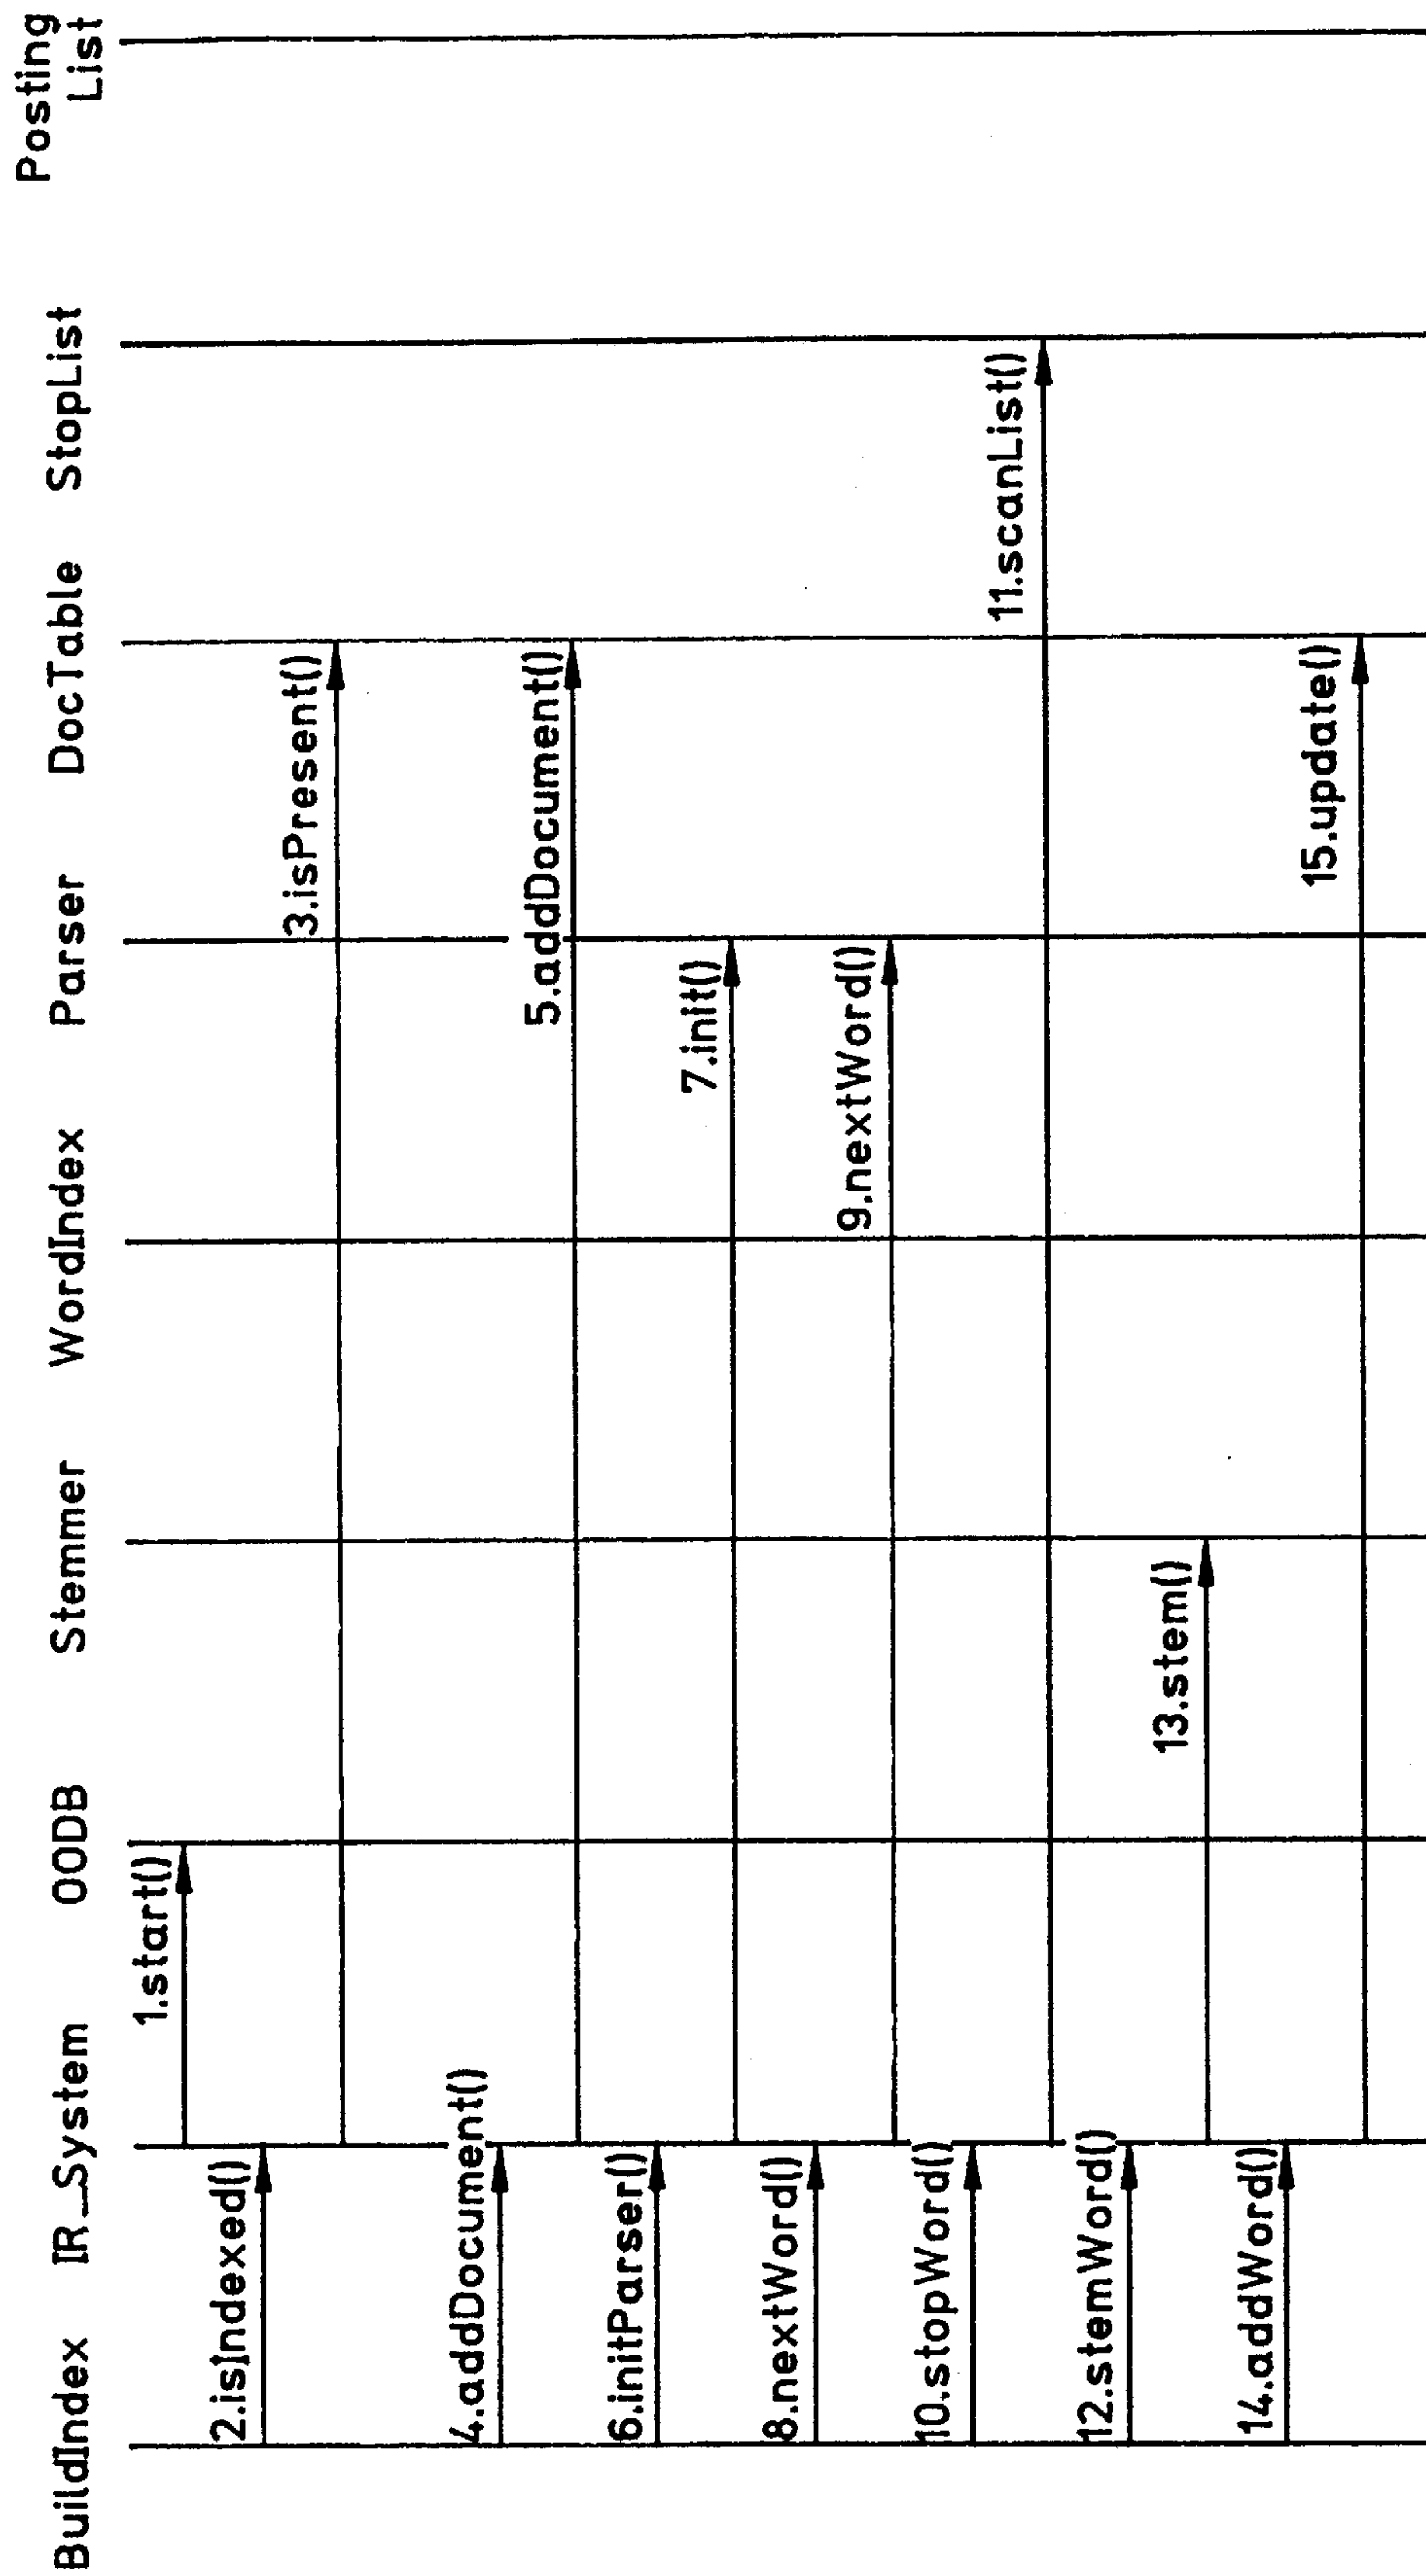 BuildIndex IR_System OODB Stemmer WordIndex Parser DocTable StopList Posting
List
1.start()
2.isIndexed()
3.isPresent()
4.addDocument()
5.addDocument()
6.initParser()
7.init()
8.nextWord()
9.nextWord()
10.stopWord()
11.scanList()
12.stemWord()
13.stem()
14.addWord()
15.update()